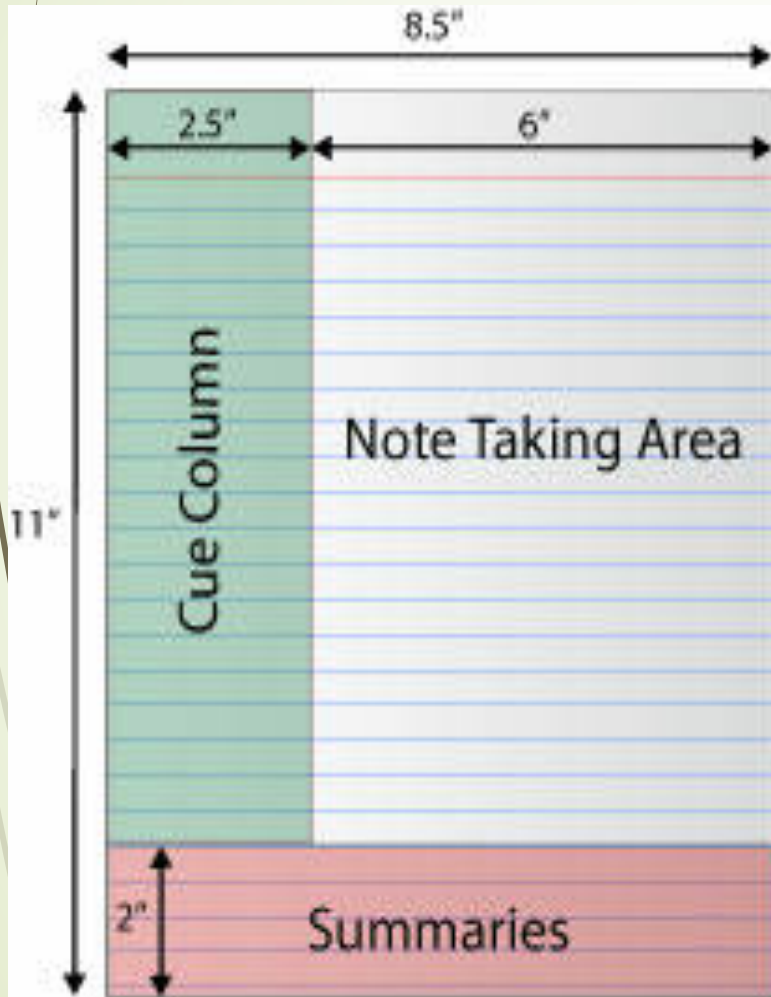 8.5"
2.5"
6"
Cue Column
Note Taking Area
11"
2"
Summaries